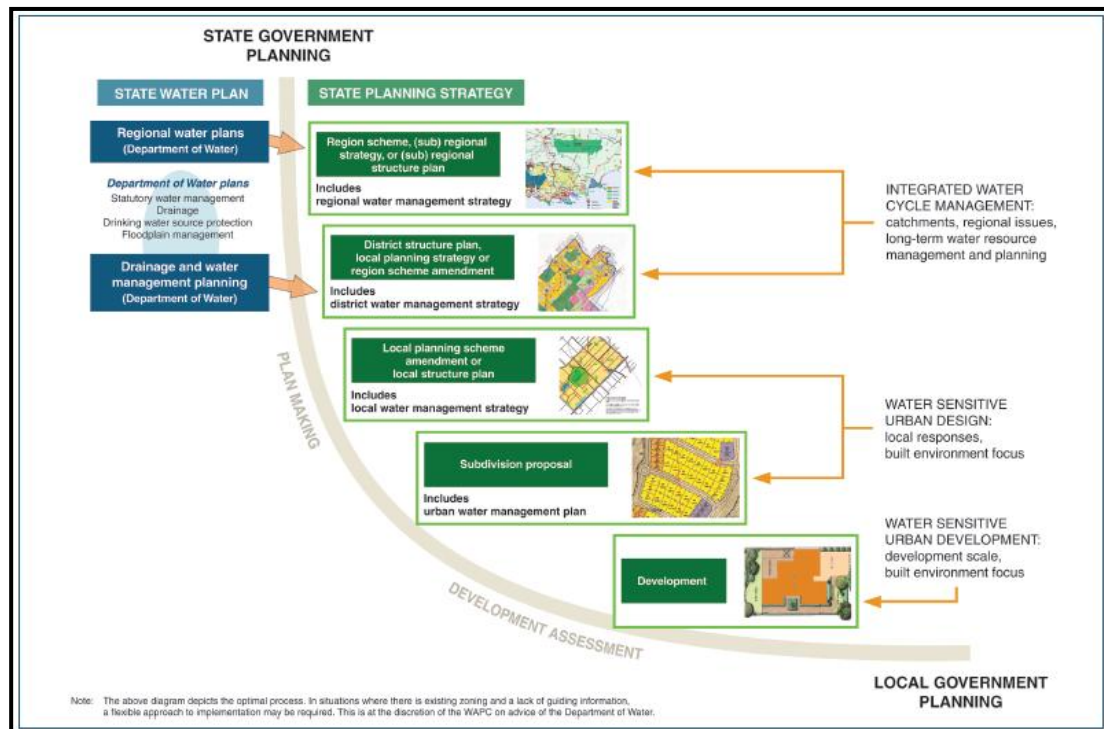 STATE GOVERNMENT
PLANNING
STATE WATER PLAN
STATE PLANNING STRATEGY
Regional water plans
(Department of Water)
Department of Water plans
Statutory water management
Drainage
Drinking water source protection
Floodplain management
Drainage and water
management planning
(Department of Water)
Region scheme, (sub) regional
strategy, or (sub) regional
structure plan
Includes
regional water management strategy
District structure plan,
local planning strategy or
region scheme amendment
Includes
district water management strategy
Local planning scheme
amendment or
local structure plan
Includes
local water management strategy
Subdivision proposal
Includes
urban water management plan
Development
INTEGRATED WATER
CYCLE MANAGEMENT:
catchments, regional issues,
long-term water resource
management and planning
WATER SENSITIVE
URBAN DESIGN:
local responses,
built environment focus
WATER SENSITIVE
URBAN DEVELOPMENT:
development scale,
built environment focus
PLAN MAKING
DEVELOPMENT ASSESSMENT
LOCAL GOVERNMENT
PLANNING
Note: The above diagram depicts the optimal process. In situations where there is existing zoning and a lack of guiding information,
a flexible approach to implementation may be required. This is at the discretion of the WAPC on advice of the Department of Water.